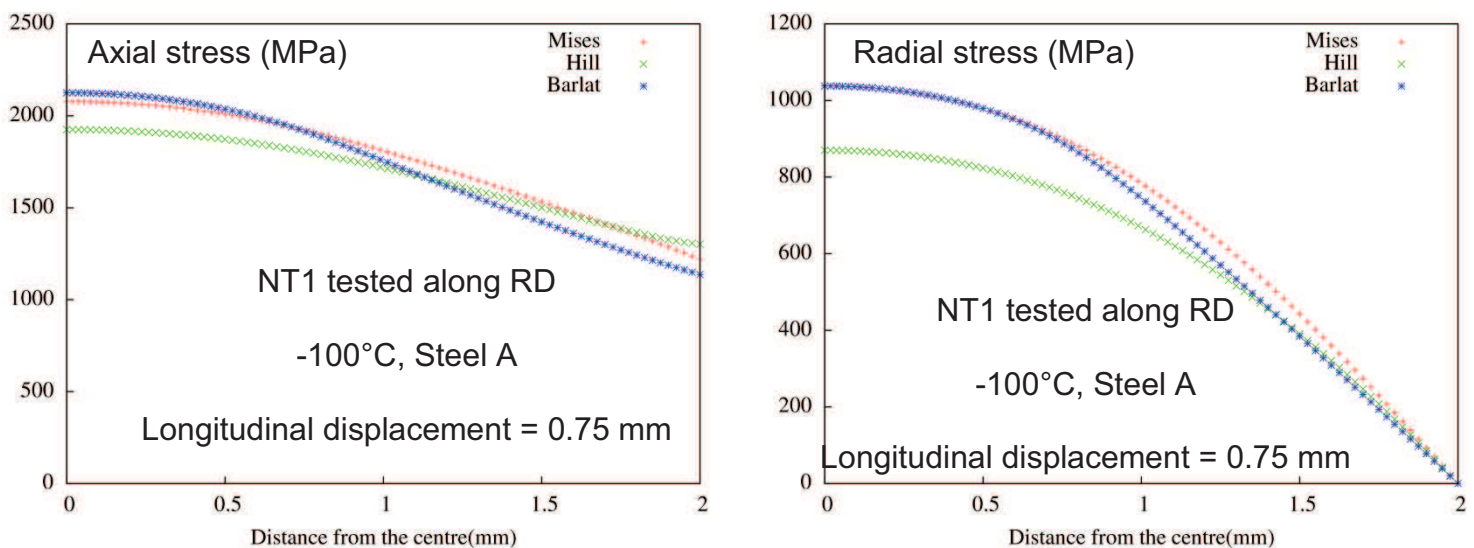 Axial stress (MPa)
Mises
Hill
Barlat
2500
2000
1500
1000
500
0
NT1 tested along RD
-100°C, Steel A
Longitudinal displacement = 0.75 mm
0 0.5 1 1.5 2
Distance from the centre(mm)
Radial stress (MPa)
Mises
Hill
Barlat
1200
1000
800
600
400
200
0
NT1 tested along RD
-100°C, Steel A
Longitudinal displacement = 0.75 mm
0 0.5 1 1.5 2
Distance from the centre(mm)